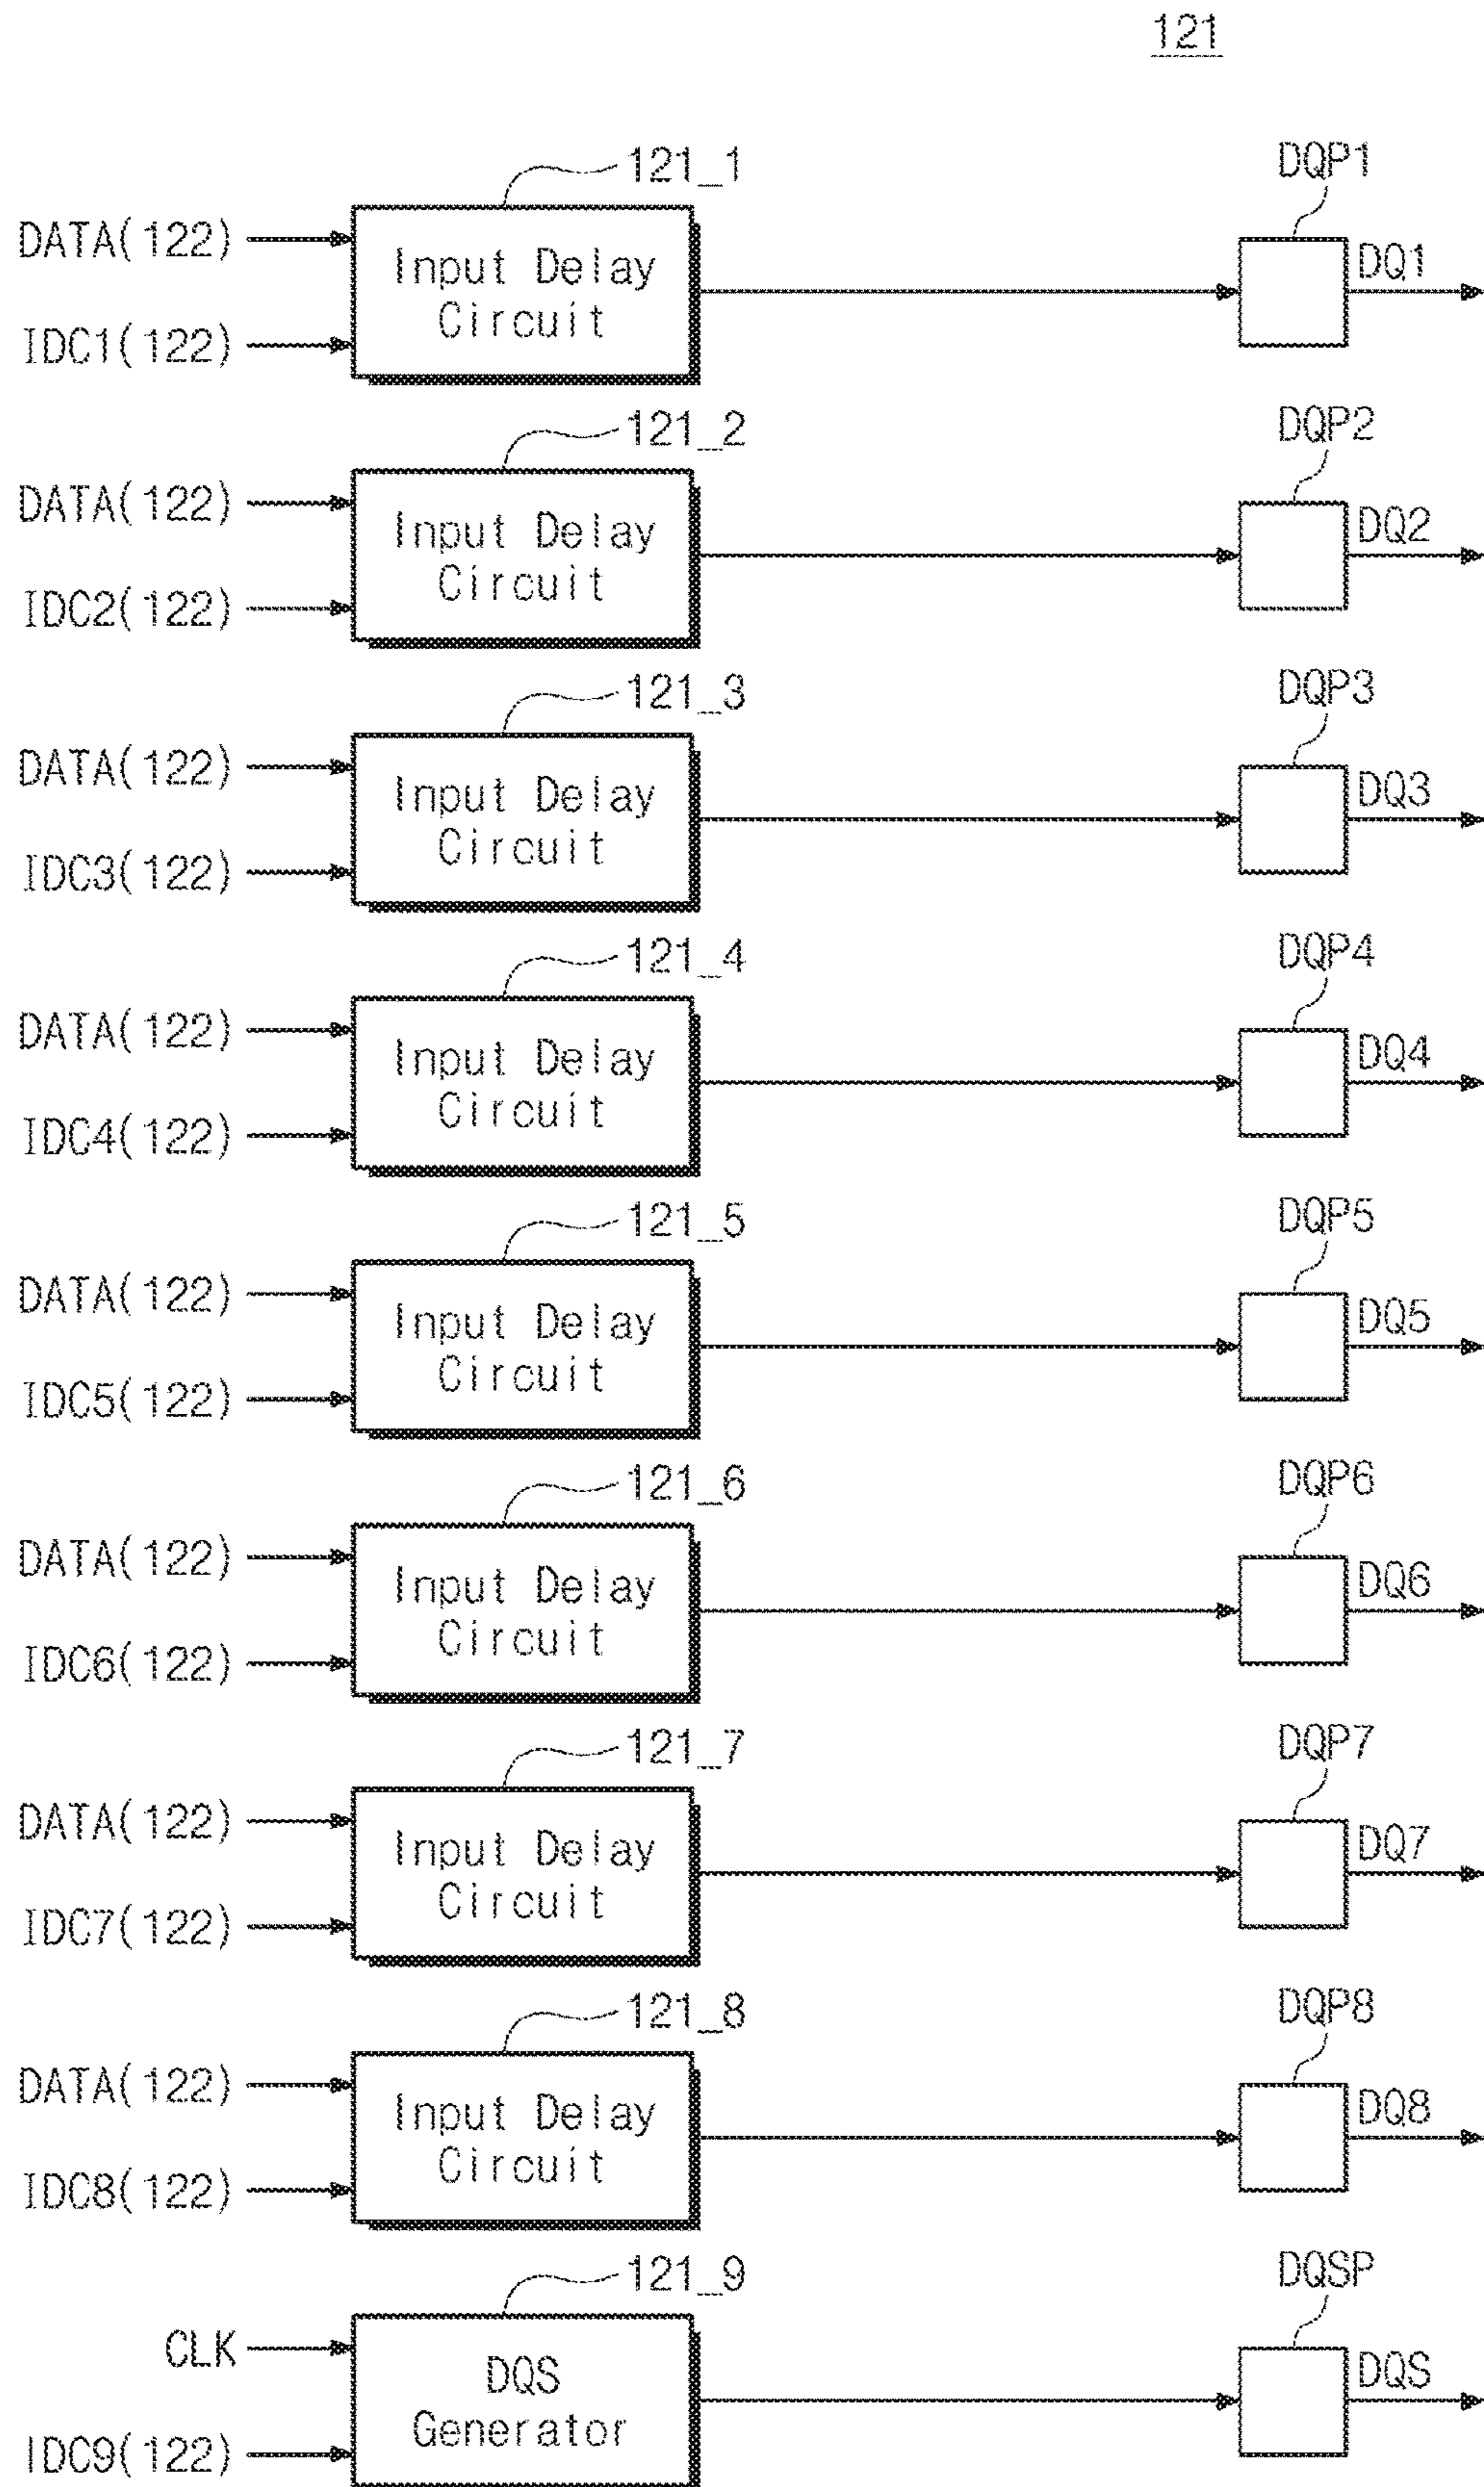 121
121_1
DQP1
DATA(122)
Input Delay
Circuit
DQ1
IDC1(122)
121_2
DQP2
DATA(122)
Input Delay
Circuit
DQ2
IDC2(122)
121_3
DQP3
DATA(122)
Input Delay
Circuit
DQ3
IDC3(122)
121_4
DQP4
DATA(122)
Input Delay
Circuit
DQ4
IDC4(122)
121_5
DQP5
DATA(122)
Input Delay
Circuit
DQ5
IDC5(122)
121_6
DQP6
DATA(122)
Input Delay
Circuit
DQ6
IDC6(122)
121_7
DQP7
DATA(122)
Input Delay
Circuit
DQ7
IDC7(122)
121_8
DQP8
DATA(122)
Input Delay
Circuit
DQ8
IDC8(122)
121_9
DQSP
CLK
DQS
Generator
DQS
IDC9(122)